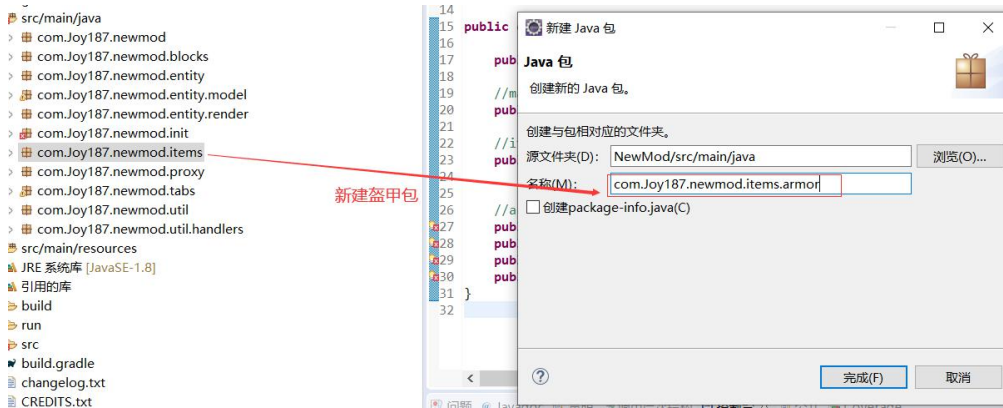 src/main/java
com.Joy187.newmod
com.Joy187.newmod.blocks
com.Joy187.newmod.entity
com.Joy187.newmod.entity.model
com.Joy187.newmod.entity.render
com.Joy187.newmod.init
com.Joy187.newmod.items
com.Joy187.newmod.proxy
com.Joy187.newmod.tabs
com.Joy187.newmod.util
com.Joy187.newmod.util.handlers
src/main/resources
JRE 系统库 [JavaSE-1.8]
引用的库
build
run
src
build.gradle
changelog.txt
CREDITS.txt
新建盔甲包
14
15 public
16
17 pub
18
19 //m
20 pub
21
22 //i
23 pub
24
25
26 //a
27 pub
28 pub
29 pub
30 pub
31 }
32
新建 Java 包
Java 包
创建新的 Java 包。
创建与包相对应的文件夹。
源文件夹(D): NewMod/src/main/java 浏览(O)...
名称(M): com.Joy187.newmod.items.armor
创建package-info.java(C)
完成(F) 取消